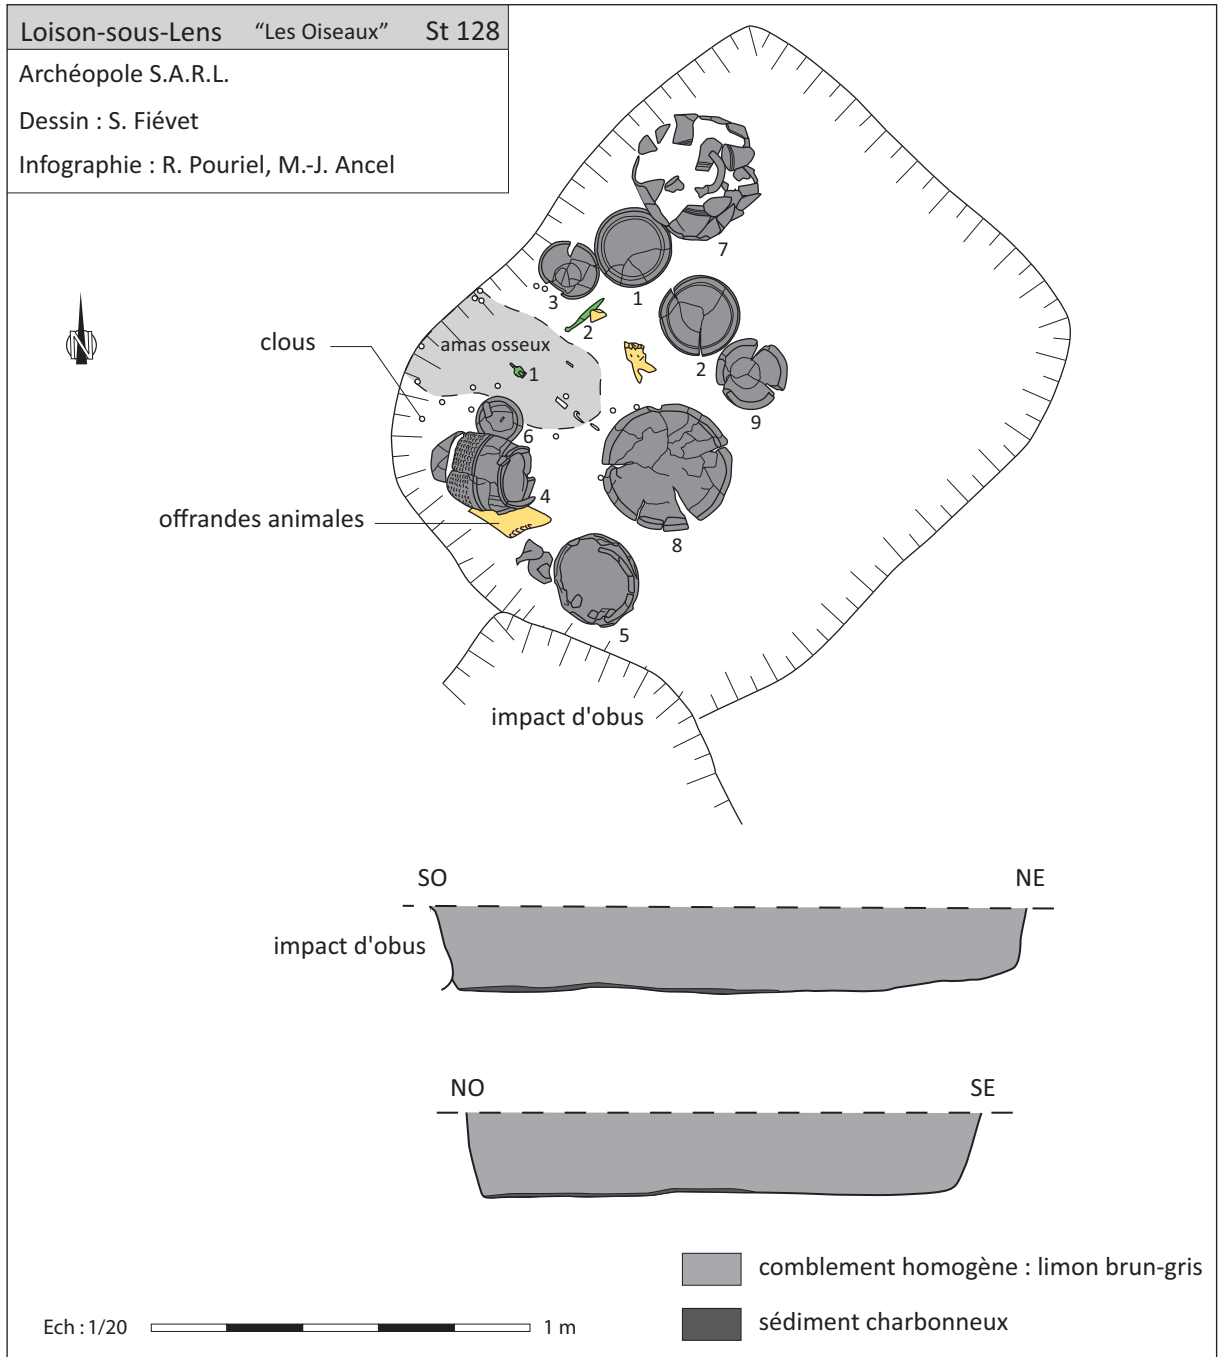 Loison-sous-Lens “Les Oiseaux” St 128
Archéopole S.A.R.L.
Dessin : S. Fiévet
Infographie : R. Pouriel, M.-J. Ancel
7
3
1
2
N
clous
amas osseux
1
2
9
6
4
offrandes animales
8
5
impact d'obus
SO
NE
impact d'obus
NO
SE
comblement homogène : limon brun-gris
Ech : 1/20
1 m
sédiment charbonneux